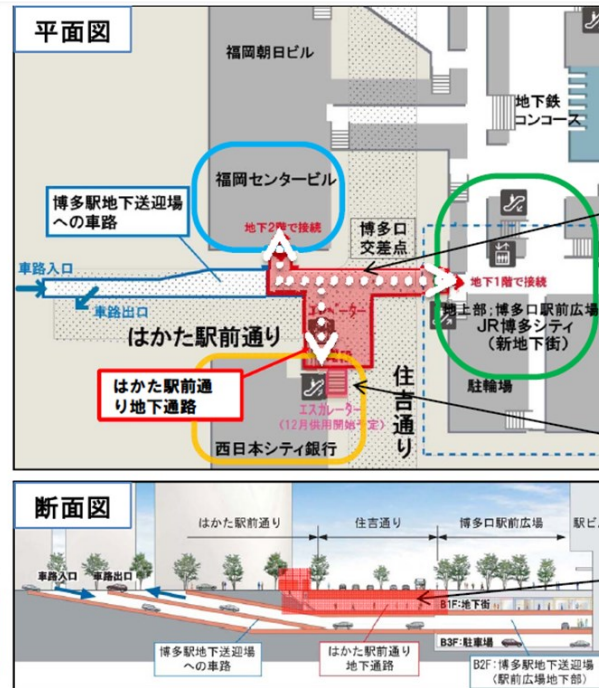 平面図
福岡朝日ビル
地下鉄
コンコース
福岡センタービル
博多駅地下送迎場
への車路
地下2階で接続
博多口
交差点
車路入口
地下1階で接続
車路出口
地上部；博多口駅前広場
JR博多シティ
（新地下街）
はかた駅前通り
エレベーター
はかた駅前通
り地下通路
住吉通り
駐輪場
エスカレーター
（12月供用開始予定）
西日本シティ銀行
断面図
はかた駅前通り
住吉通り
博多口駅前広場
駅ビル
車路入口
車路出口
B1F:地下街
B3F:駐車場
博多駅地下送迎場
への車路
はかた駅前通り
地下通路
B2F:博多駅地下送迎場
（駅前広場地下部）